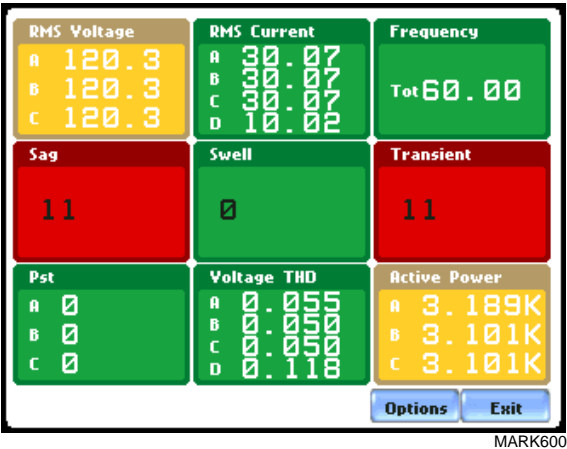 RMS Voltage
A 120.3
B 120.3
C 120.3
RMS Current
A 30.07
B 30.07
C 30.07
D 10.02
Frequency
Tot 60.00
Sag
11
Swell
0
Transient
11
Pst
A 0
B 0
C 0
Voltage THD
A 0.055
B 0.050
C 0.050
D 0.118
Active Power
A 3.189K
B 3.101K
C 3.101K
Options Exit
MARK600